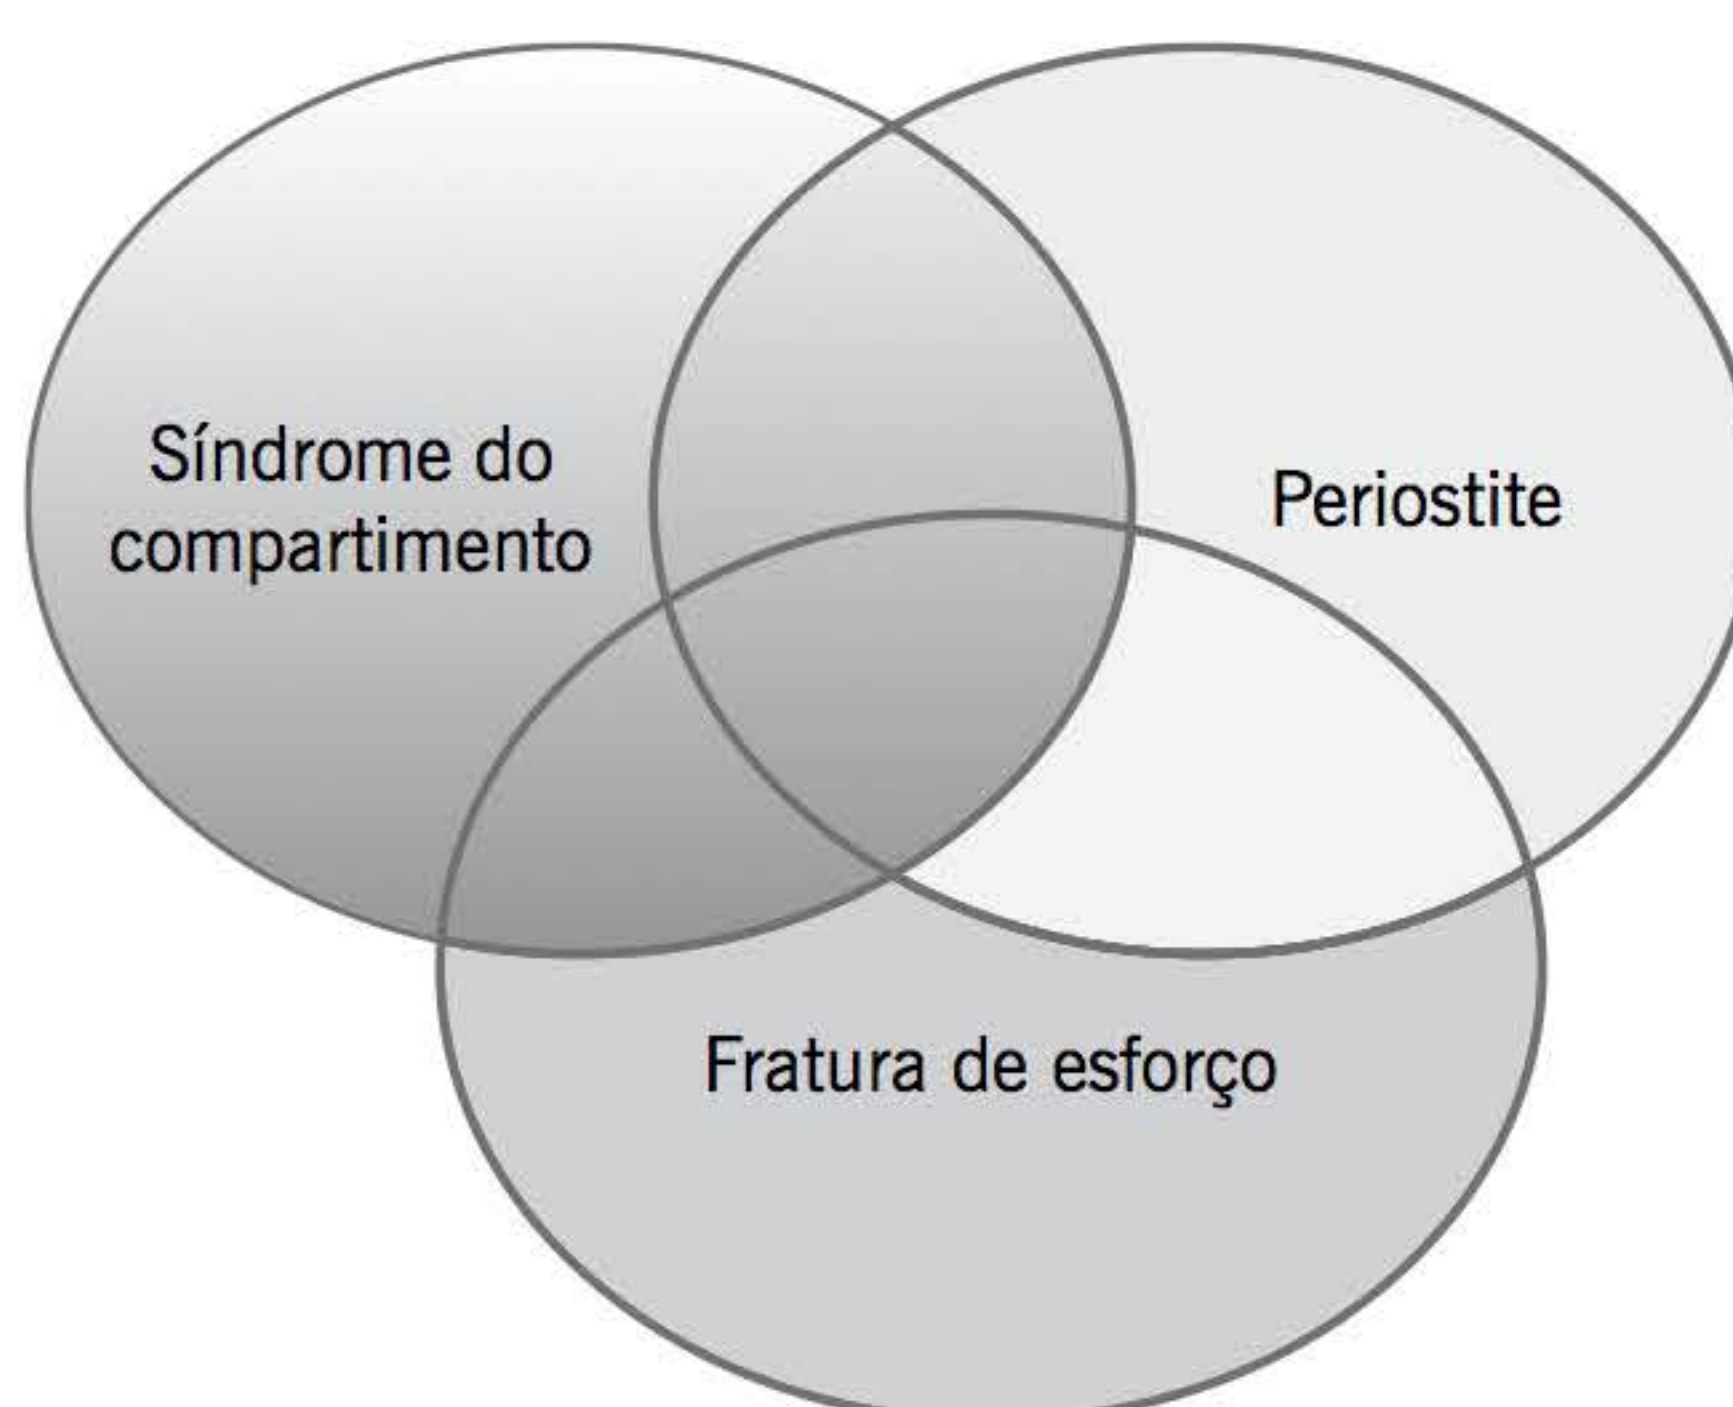 Síndrome do
compartimento
Periostite
Fratura de esforço